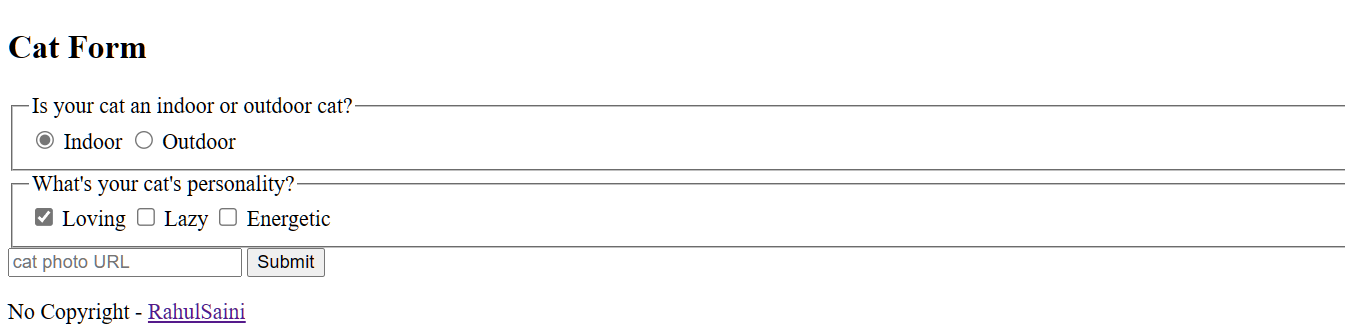 Cat Form
Is your cat an indoor or outdoor cat?
Indoor Outdoor
What's your cat's personality?
Loving Lazy Energetic
cat photo URL Submit
No Copyright - RahulSaini